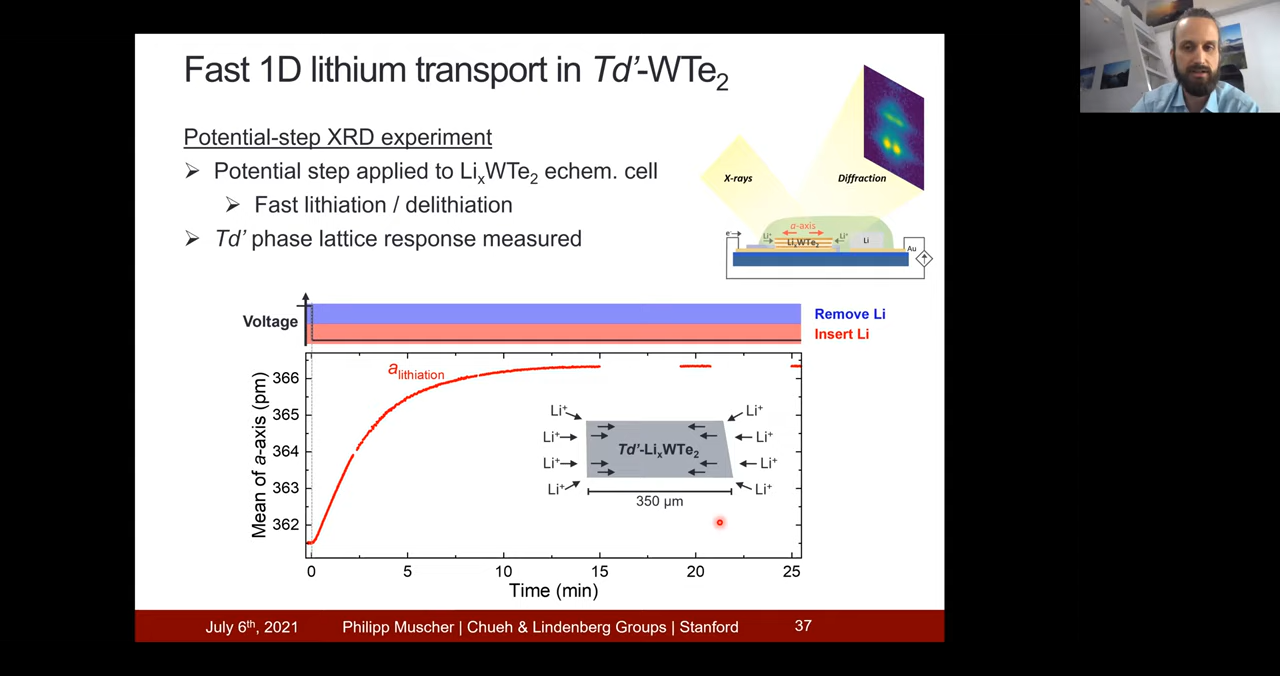 Fast 1D lithium transport in Td’-WTe₂
Potential-step XRD experiment
➢ Potential step applied to LiₓWTe₂ echem. cell
➢ Fast lithiation / delithiation
➢ Td’ phase lattice response measured
X-rays
Diffraction
a-axis
e⁻
Li⁺
LiₓWTe₂
Li⁺
Li
Au
Voltage
Remove Li
Insert Li
a lithiation
Mean of a-axis (pm)
366
365
364
363
362
Li⁺ Li⁺
Li⁺ Li⁺
Td’-LiₓWTe₂
Li⁺ Li⁺
Li⁺ Li⁺
350 µm
0 5 10 15 20 25
Time (min)
July 6ᵗʰ, 2021 Philipp Muscher | Chueh & Lindenberg Groups | Stanford 37